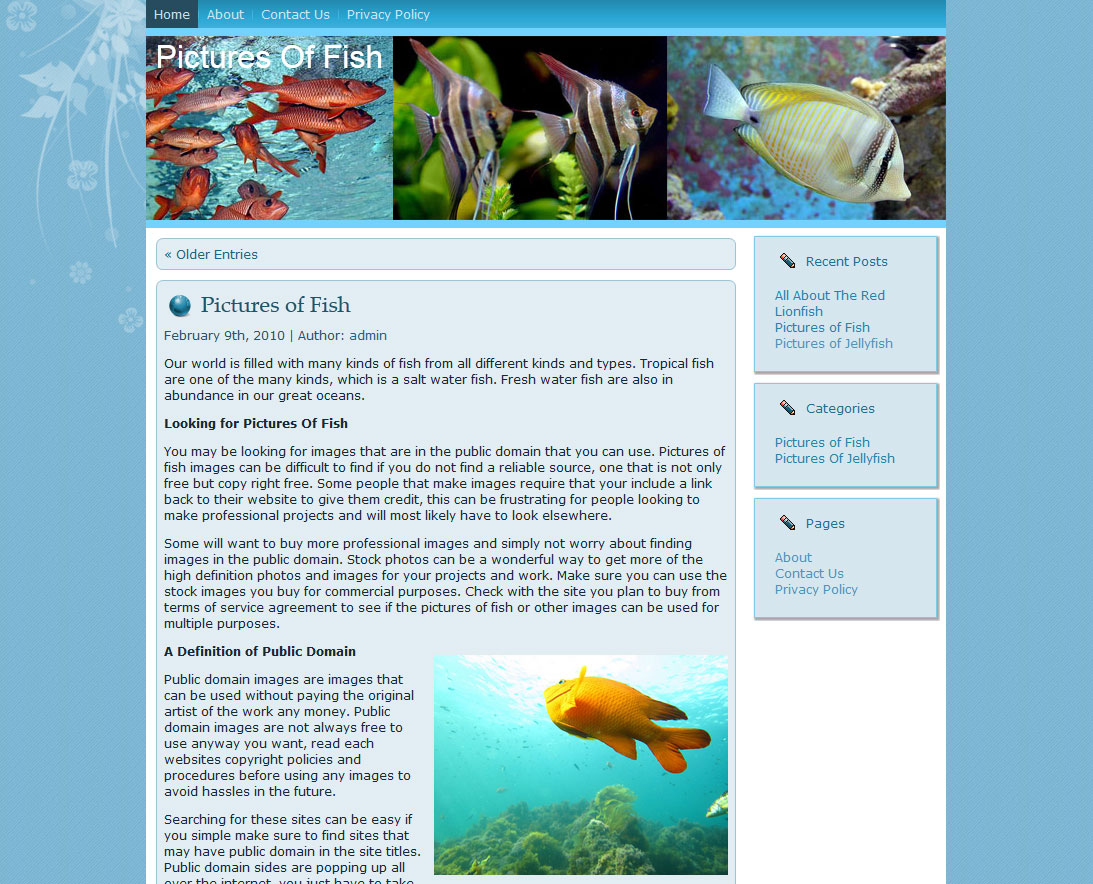 Home About Contact Us Privacy Policy
Pictures Of Fish
« Older Entries
Pictures of Fish
February 9th, 2010 | Author: admin
Our world is filled with many kinds of fish from all different kinds and types. Tropical fish
are one of the many kinds, which is a salt water fish. Fresh water fish are also in
abundance in our great oceans.
Looking for Pictures Of Fish
You may be looking for images that are in the public domain that you can use. Pictures of
fish images can be difficult to find if you do not find a reliable source, one that is not only
free but copy right free. Some people that make images require that your include a link
back to their website to give them credit, this can be frustrating for people looking to
make professional projects and will most likely have to look elsewhere.
Some will want to buy more professional images and simply not worry about finding
images in the public domain. Stock photos can be a wonderful way to get more of the
high definition photos and images for your projects and work. Make sure you can use the
stock images you buy for commercial purposes. Check with the site you plan to buy from
terms of service agreement to see if the pictures of fish or other images can be used for
multiple purposes.
A Definition of Public Domain
Public domain images are images that
can be used without paying the original
artist of the work any money. Public
domain images are not always free to
use anyway you want, read each
websites copyright policies and
procedures before using any images to
avoid hassles in the future.
Searching for these sites can be easy if
you simple make sure to find sites that
may have public domain in the site titles.
Public domain sides are popping up all
over the internet, you just have to take
Recent Posts
All About The Red
Lionfish
Pictures of Fish
Pictures of Jellyfish
Categories
Pictures of Fish
Pictures Of Jellyfish
Pages
About
Contact Us
Privacy Policy